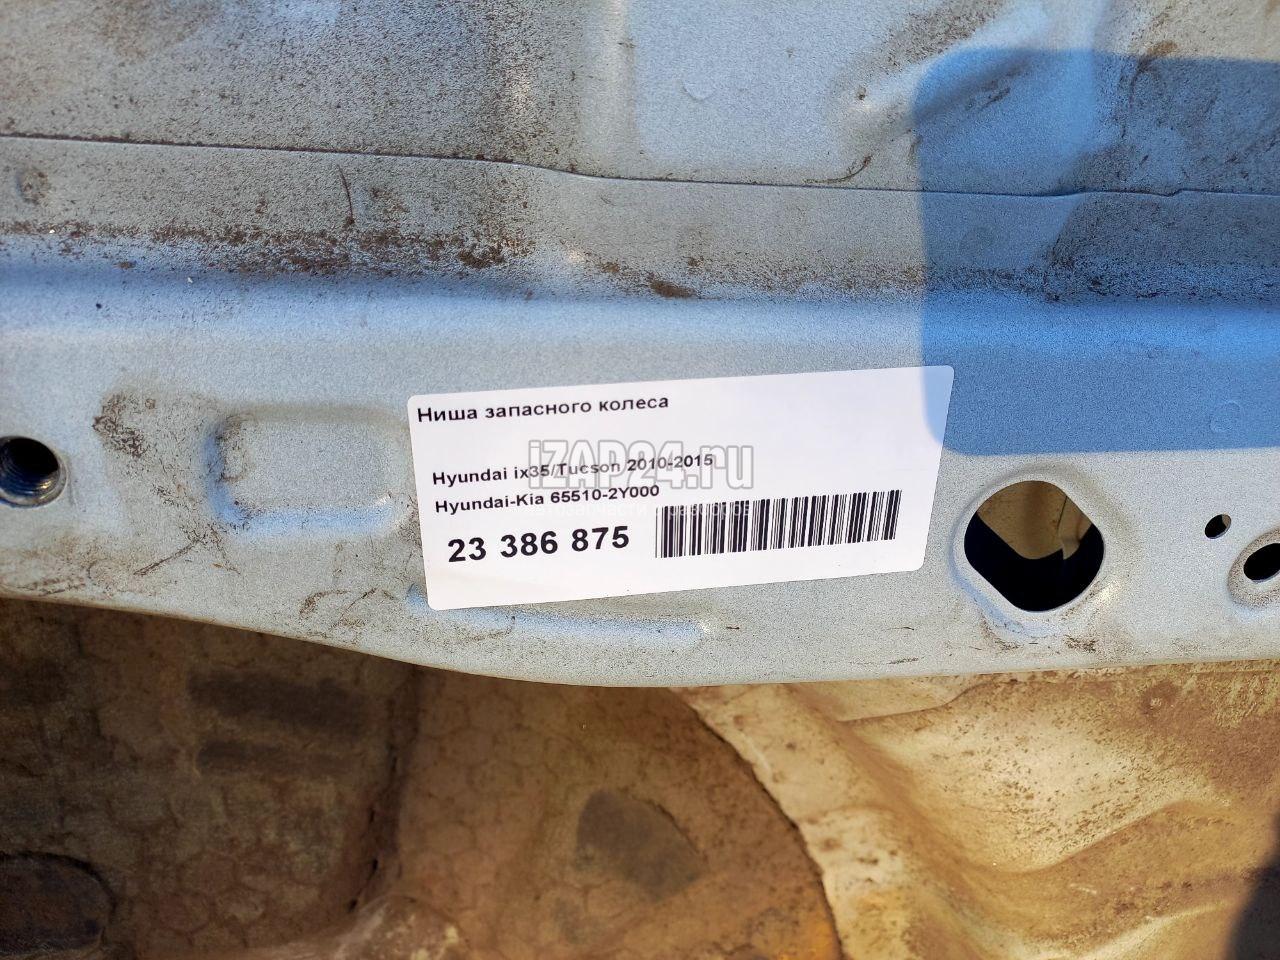 Ниша запасного колеса
iZAP24.ru
Hyundai ix35/Tucson 2010-2015
Hyundai-Kia 65510-2Y000
23 386 875